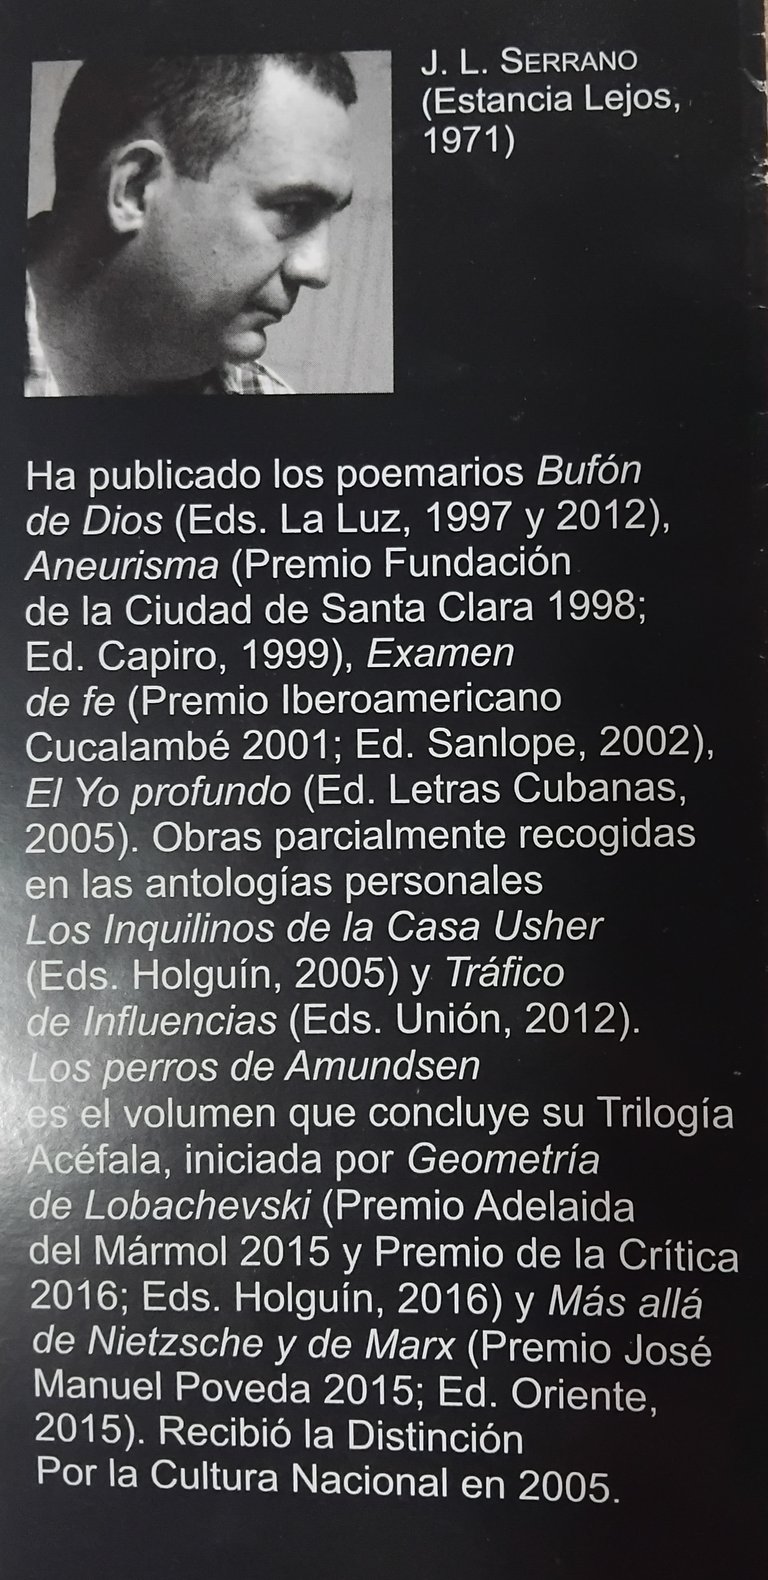 J. L. SERRANO
(Estancia Lejos,
1971)
Ha publicado los poemarios Bufón
de Dios (Eds. La Luz, 1997 y 2012),
Aneurisma (Premio Fundación
de la Ciudad de Santa Clara 1998;
Ed. Capiro, 1999), Examen
de fe (Premio Iberoamericano
Cucalambé 2001; Ed. Sanlope, 2002),
El Yo profundo (Ed. Letras Cubanas,
2005). Obras parcialmente recogidas
en las antologías personales
Los Inquilinos de la Casa Usher
(Eds. Holguín, 2005) y Tráfico
de Influencias (Eds. Unión, 2012).
Los perros de Amundsen
es el volumen que concluye su Trilogía
Acéfala, iniciada por Geometría
de Lobachevski (Premio Adelaida
del Mármol 2015 y Premio de la Crítica
2016; Eds. Holguín, 2016) y Más allá
de Nietzsche y de Marx (Premio José
Manuel Poveda 2015; Ed. Oriente,
2015). Recibió la Distinción
Por la Cultura Nacional en 2005.